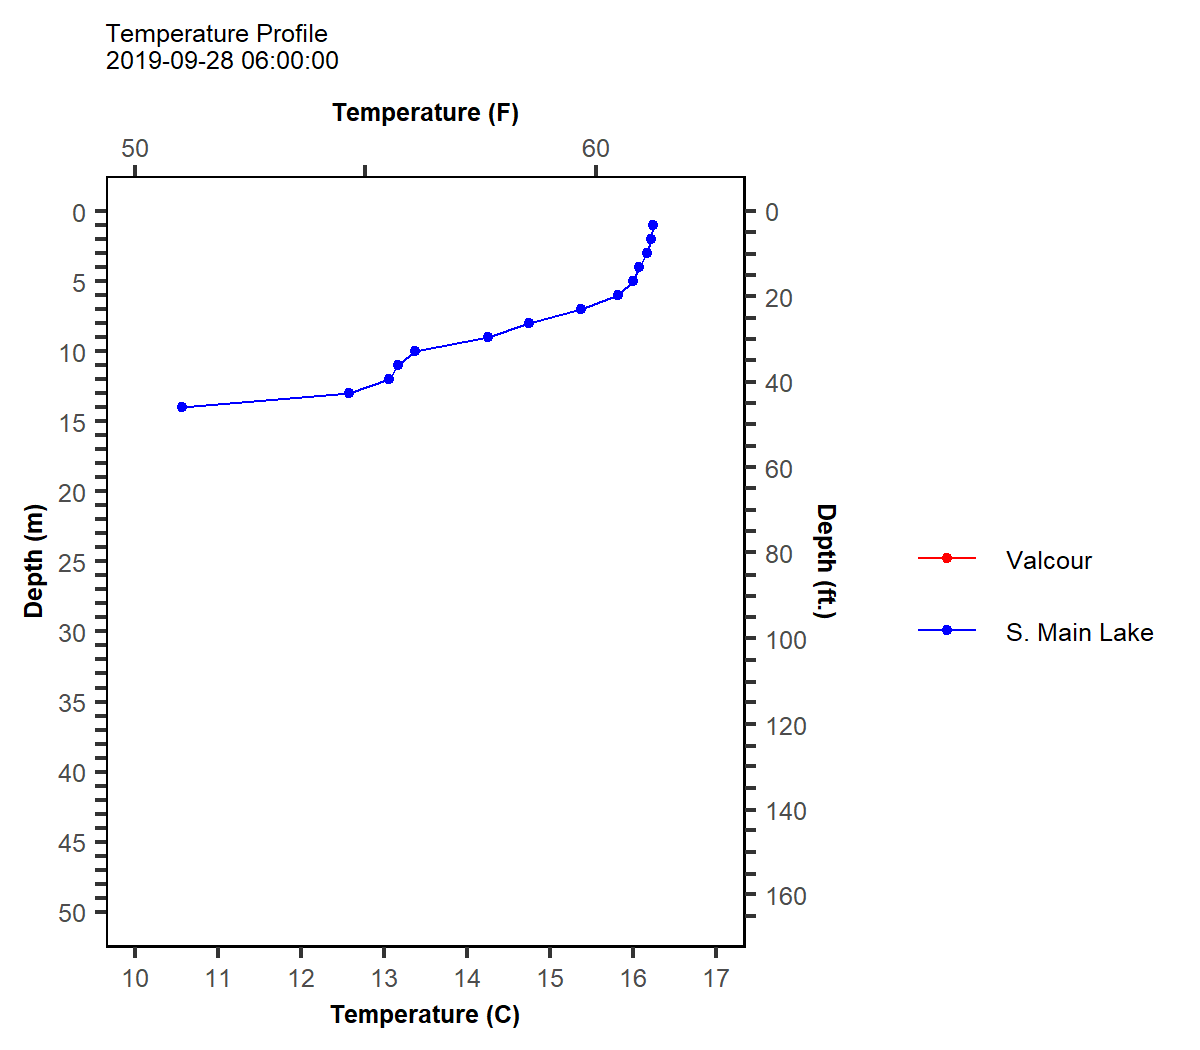 Temperature Profile
2019-09-28 06:00:00
Temperature (F)
50 60
0
5
10
15
20
25
30
35
40
45
50
Depth (m)
0
20
40
60
80
100
120
140
160
Depth (ft.)
10 11 12 13 14 15 16 17
Temperature (C)
Valcour
S. Main Lake